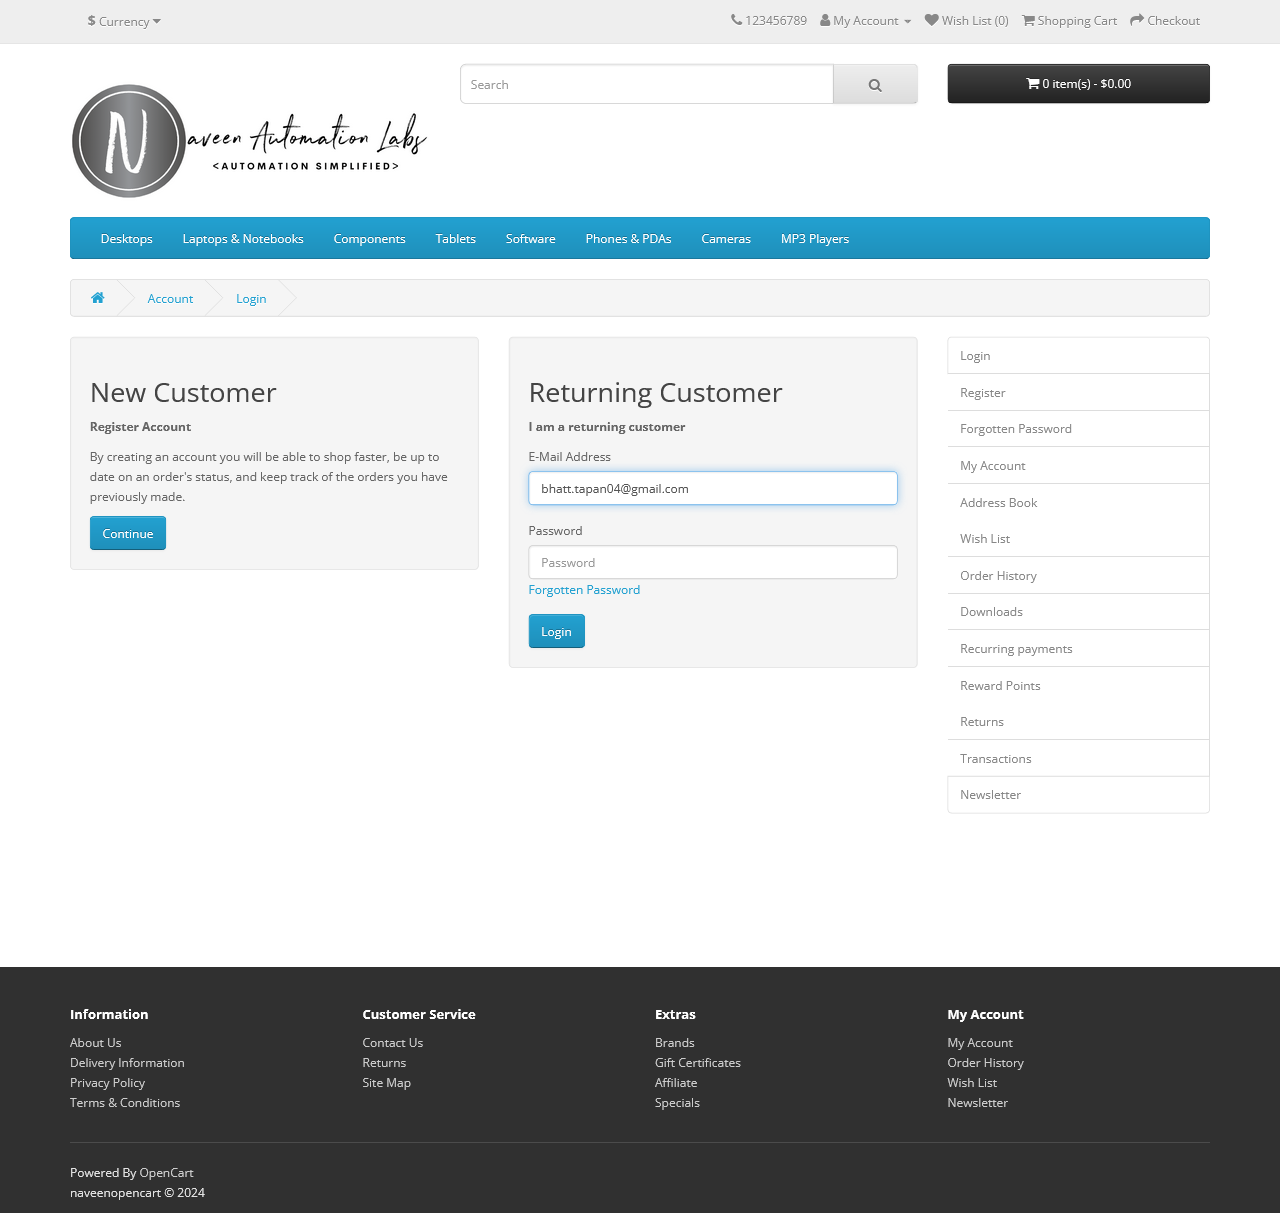 $ Currency
123456789
My Account
Wish List (0)
Shopping Cart
Checkout
Naveen Automation Labs
<AUTOMATION SIMPLIFIED>
Search
0 item(s) - $0.00
Desktops
Laptops & Notebooks
Components
Tablets
Software
Phones & PDAs
Cameras
MP3 Players
Account
Login
New Customer
Register Account
By creating an account you will be able to shop faster, be up to
date on an order's status, and keep track of the orders you have
previously made.
Continue
Returning Customer
I am a returning customer
E-Mail Address
bhatt.tapan04@gmail.com
Password
Password
Forgotten Password
Login
Login
Register
Forgotten Password
My Account
Address Book
Wish List
Order History
Downloads
Recurring payments
Reward Points
Returns
Transactions
Newsletter
Information
About Us
Delivery Information
Privacy Policy
Terms & Conditions
Customer Service
Contact Us
Returns
Site Map
Extras
Brands
Gift Certificates
Affiliate
Specials
My Account
My Account
Order History
Wish List
Newsletter
Powered By OpenCart
naveenopencart © 2024